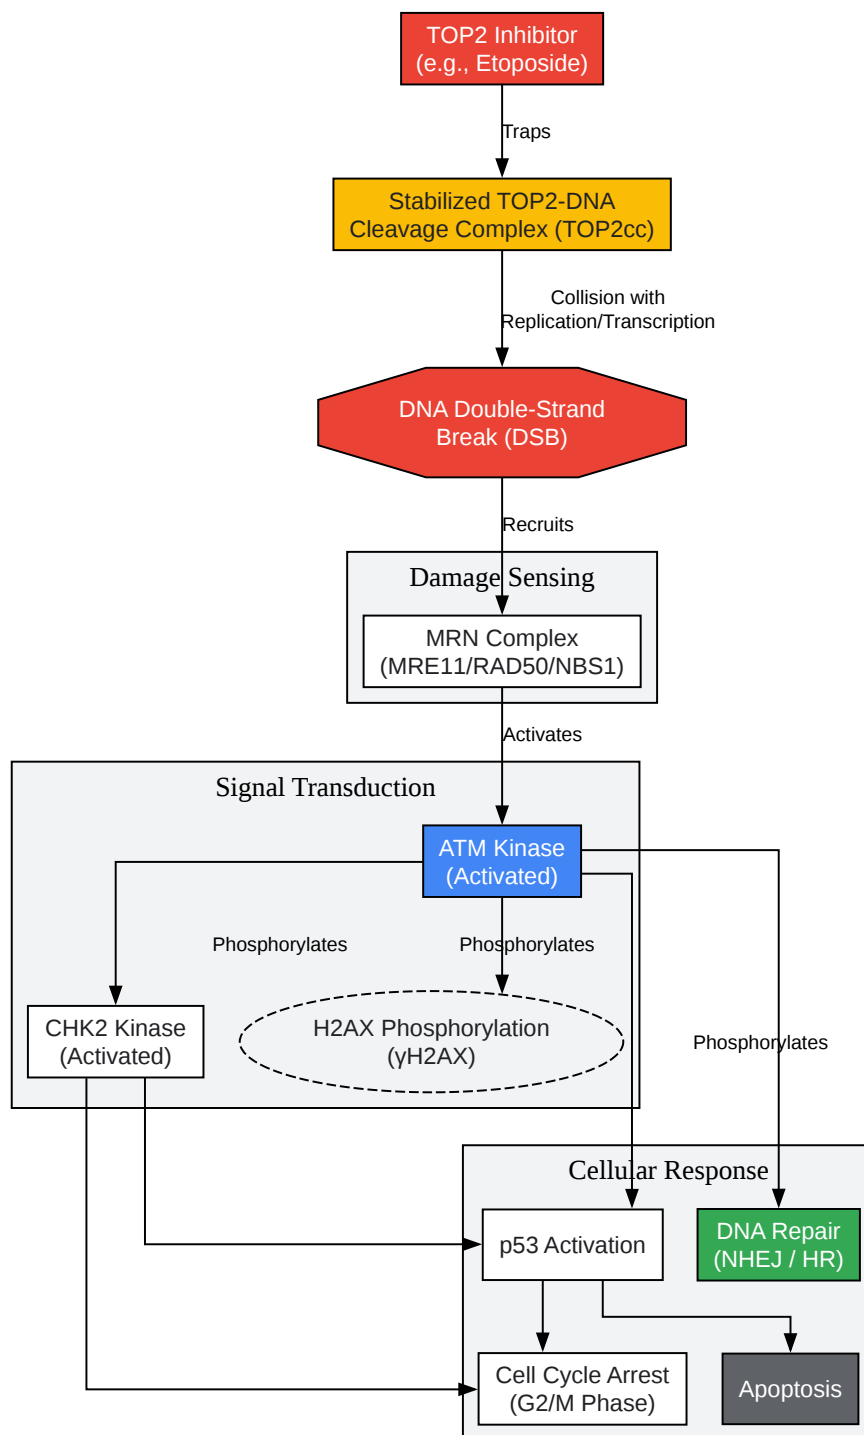 TOP2 Inhibitor
(e.g., Etoposide)
Traps
Stabilized TOP2-DNA
Cleavage Complex (TOP2cc)
Collision with
Replication/Transcription
DNA Double-Strand
Break (DSB)
Recruits
Damage Sensing
MRN Complex
(MRE11/RAD50/NBS1)
Activates
Signal Transduction
ATM Kinase
(Activated)
Phosphorylates
Phosphorylates
CHK2 Kinase
(Activated)
H2AX Phosphorylation
(γH2AX)
Phosphorylates
Cellular Response
p53 Activation
DNA Repair
(NHEJ / HR)
Cell Cycle Arrest
(G2/M Phase)
Apoptosis